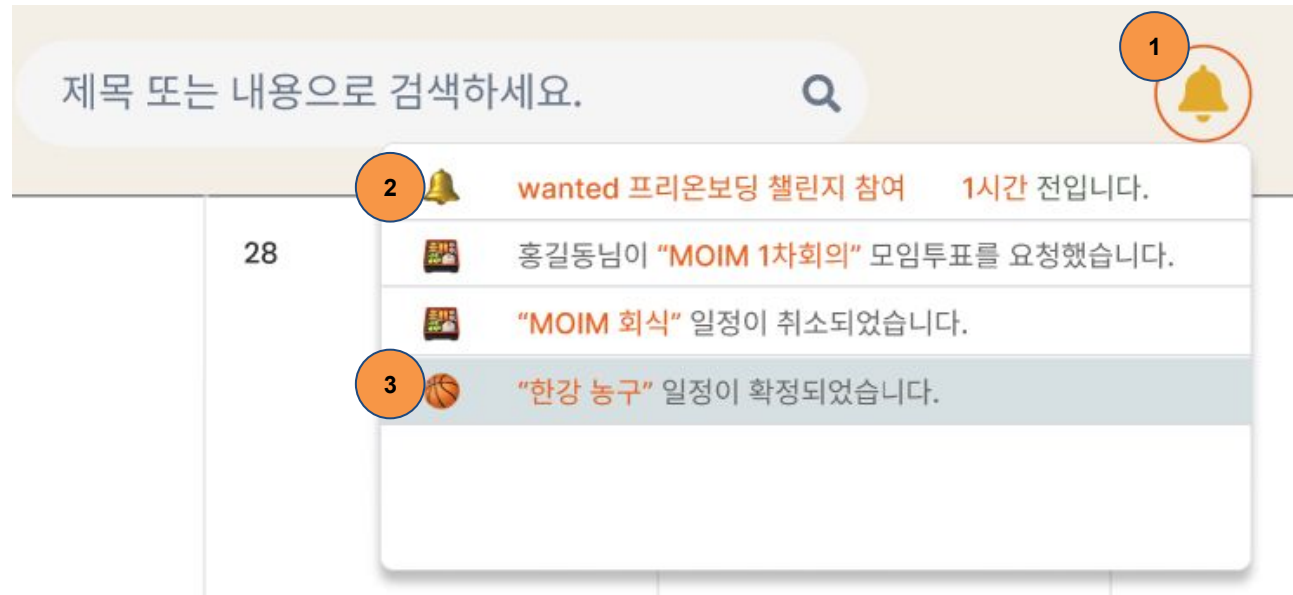 1
제목 또는 내용으로 검색하세요.
2 wanted 프리온보딩 챌린지 참여 1시간 전입니다.
28
홍길동님이 “MOIM 1차회의” 모임투표를 요청했습니다.
“MOIM 회식” 일정이 취소되었습니다.
3 “한강 농구” 일정이 확정되었습니다.